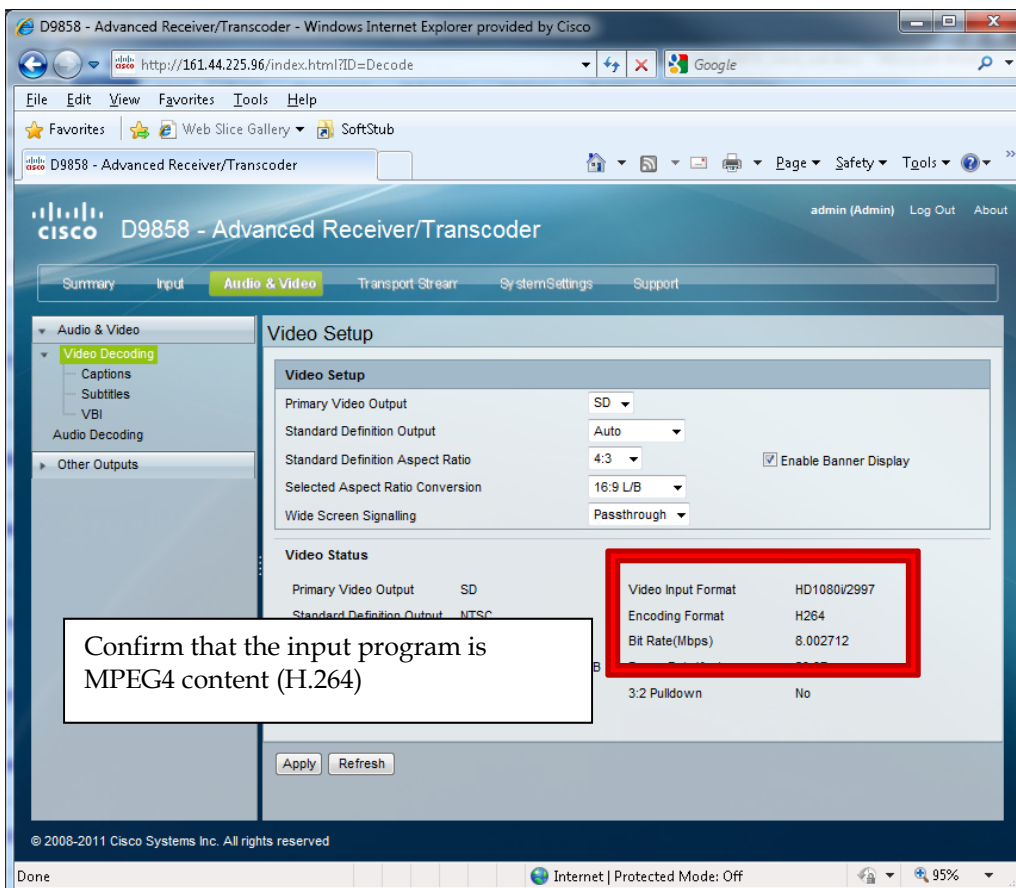 D9858 - Advanced Receiver/Transcoder - Windows Internet Explorer provided by Cisco
http://161.44.225.96/index.html?ID=Decode
Google
File Edit View Favorites Tools Help
Favorites Web Slice Gallery SoftStub
D9858 - Advanced Receiver/Transcoder
Page Safety Tools
admin (Admin) Log Out About
CISCO D9858 - Advanced Receiver/Transcoder
Summary Input Audio & Video Transport Stream System Settings Support
Audio & Video
Video Decoding
Captions
Subtitles
VBI
Audio Decoding
Other Outputs
Video Setup
Video Setup
Primary Video Output SD
Standard Definition Output Auto
Standard Definition Aspect Ratio 4:3 Enable Banner Display
Selected Aspect Ratio Conversion 16:9 L/B
Wide Screen Signalling Passthrough
Video Status
Primary Video Output SD Video Input Format HD1080i/2997
Standard Definition Output NTSC Encoding Format H264
Bit Rate(Mbps) 8.002712
B
3:2 Pulldown No
Confirm that the input program is
MPEG4 content (H.264)
Apply Refresh
© 2008-2011 Cisco Systems Inc. All rights reserved
Done Internet | Protected Mode: Off 95%